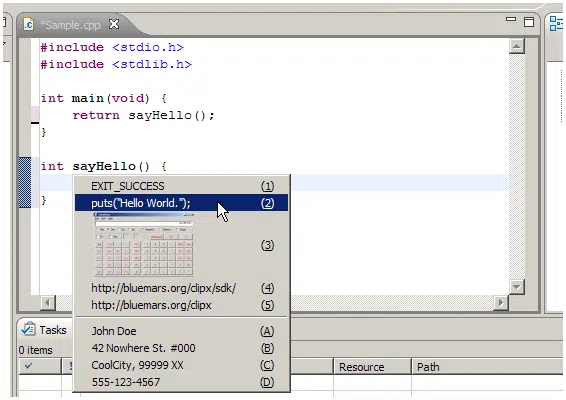 *Sample.cpp
#include <stdio.h>
#include <stdlib.h>
int main(void) {
return sayHello();
}
int sayHello() {
}
EXIT_SUCCESS (1)
puts("Hello World."); (2)
(3)
http://bluemars.org/clipx/sdk/ (4)
http://bluemars.org/clipx (5)
John Doe (A)
42 Nowhere St. #000 (B)
CoolCity, 99999 XX (C)
555-123-4567 (D)
Tasks
0 items
! Resource Path